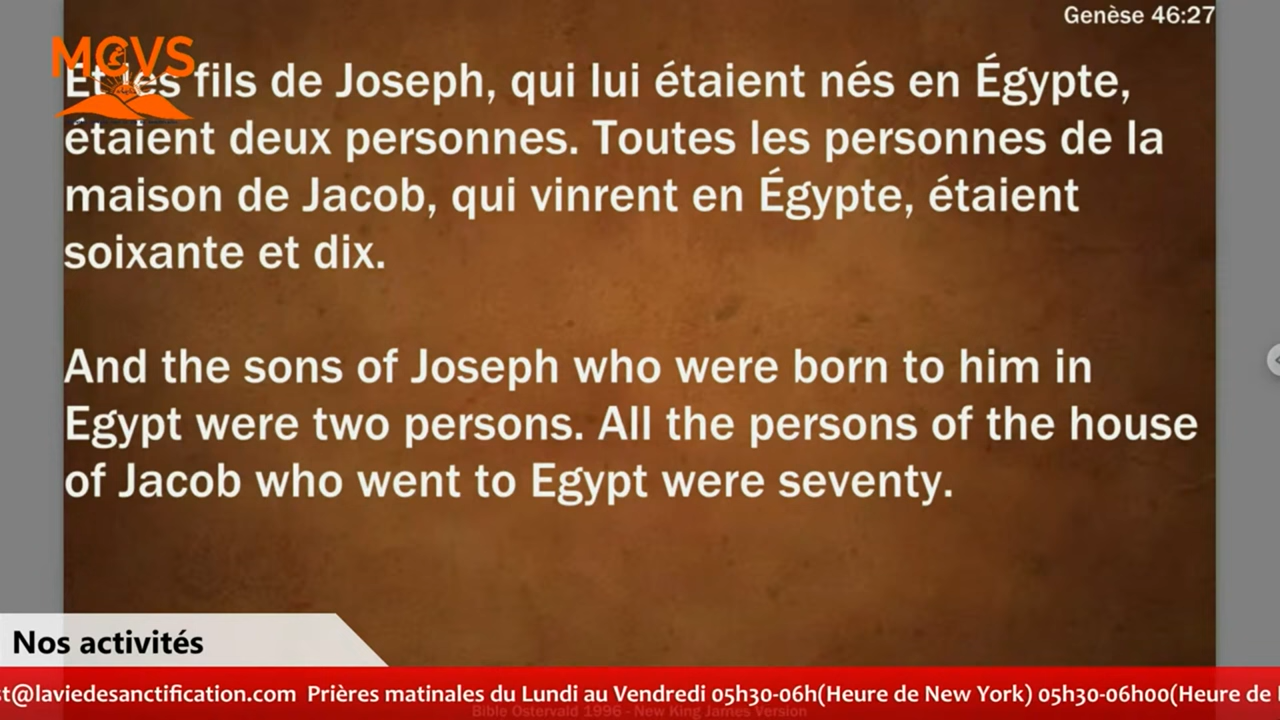 Genèse 46:27
MCVS
Et les fils de Joseph, qui lui étaient nés en Égypte,
étaient deux personnes. Toutes les personnes de la
maison de Jacob, qui vinrent en Égypte, étaient
soixante et dix.
And the sons of Joseph who were born to him in
Egypt were two persons. All the persons of the house
of Jacob who went to Egypt were seventy.
Nos activités
st@laviedesanctification.com Prières matinales du Lundi au Vendredi 05h30-06h(Heure de New York) 05h30-06h00(Heure de
Bible Ostervald 1996 - New King James Version